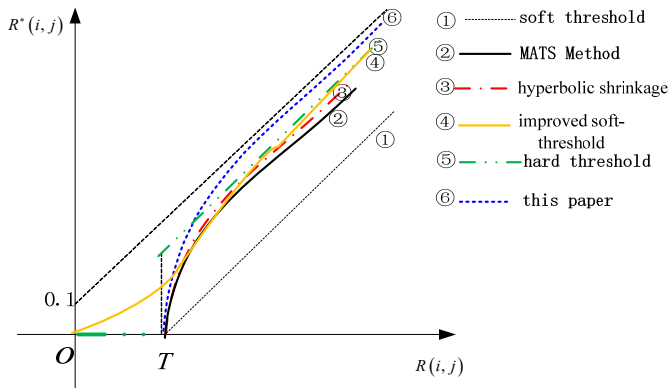 R*(i, j)
⑥
⑤
④
③
②
①
0.1
O
T
R(i, j)
① soft threshold
② MATS Method
③ hyperbolic shrinkage
④ improved soft-
threshold
⑤ hard threshold
⑥ this paper